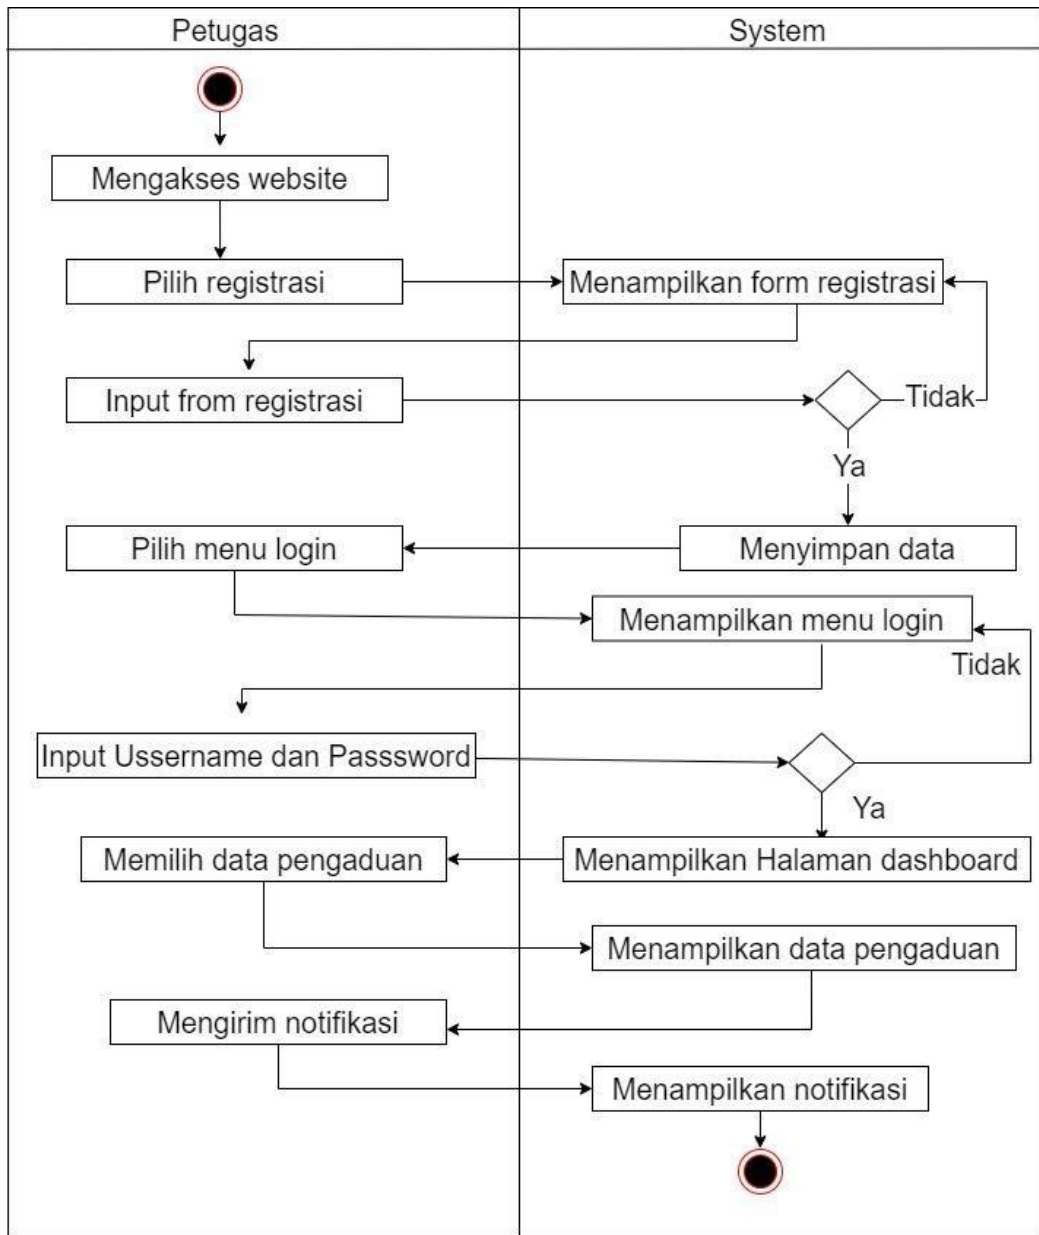 Petugas
System
Mengakses website
Pilih registrasi
Menampilkan form registrasi
Input from registrasi
Tidak
Ya
Pilih menu login
Menyimpan data
Menampilkan menu login
Tidak
Input Ussername dan Passsword
Ya
Memilih data pengaduan
Menampilkan Halaman dashboard
Menampilkan data pengaduan
Mengirim notifikasi
Menampilkan notifikasi